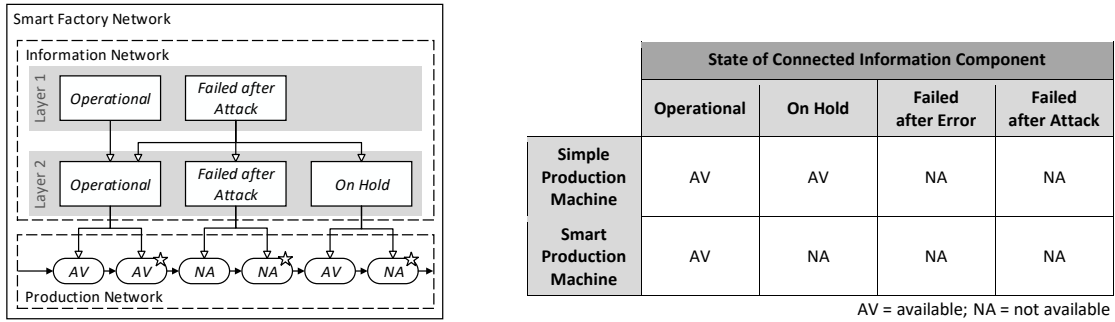 Smart Factory Network
Information Network
Layer 1
Operational
Failed after
Attack
Layer 2
Operational
Failed after
Attack
On Hold
AV
AV
NA
NA
AV
NA
Production Network
State of Connected Information Component
Operational
On Hold
Failed
after Error
Failed
after Attack
Simple
Production
Machine
AV
AV
NA
NA
Smart
Production
Machine
AV
NA
NA
NA
AV = available; NA = not available